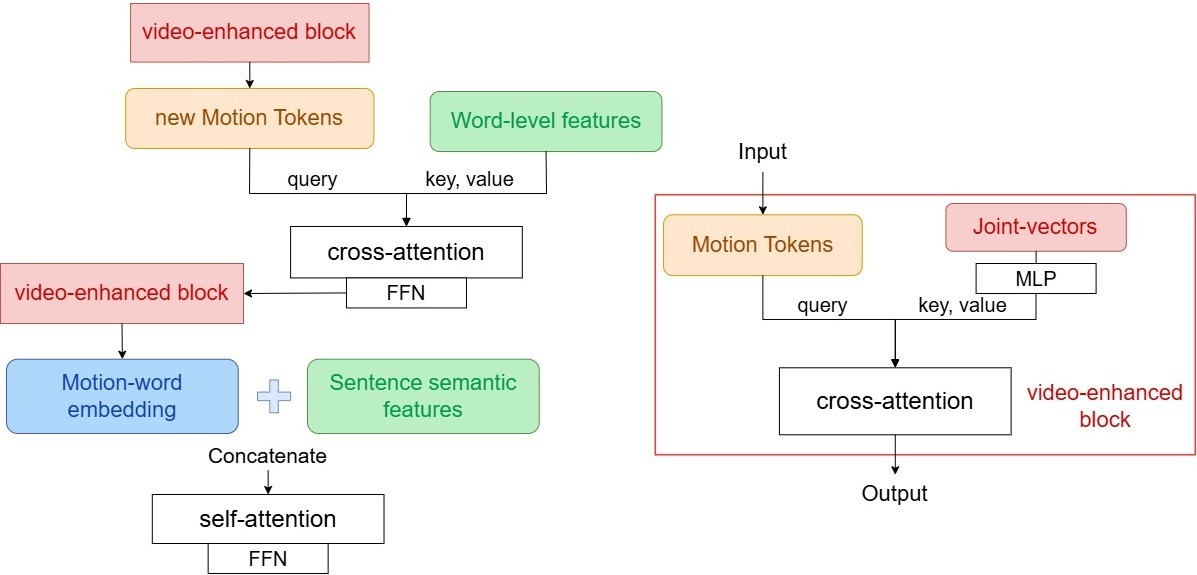 video-enhanced block
new Motion Tokens
Word-level features
query
key, value
cross-attention
FFN
video-enhanced block
Motion-word
embedding
Sentence semantic
features
Concatenate
self-attention
FFN
Input
Motion Tokens
Joint-vectors
MLP
query
key, value
cross-attention
video-enhanced
block
Output